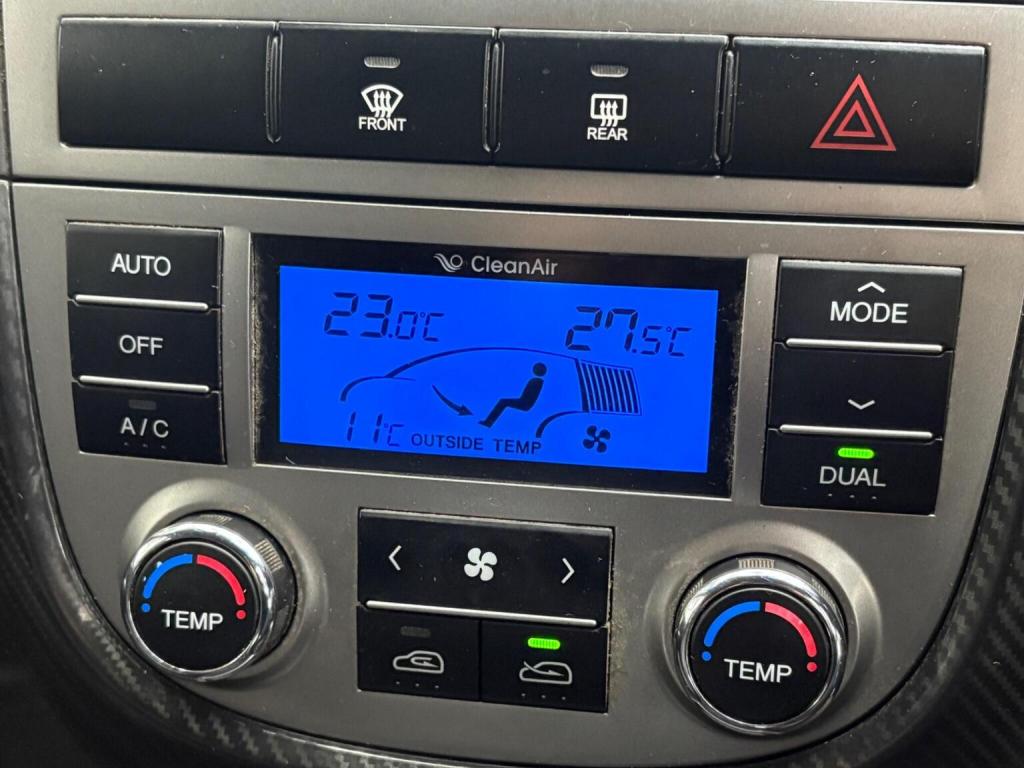 FRONT
REAR
AUTO
OFF
A/C
CleanAir
23.0°C
27.5°C
11°C OUTSIDE TEMP
MODE
DUAL
TEMP
TEMP